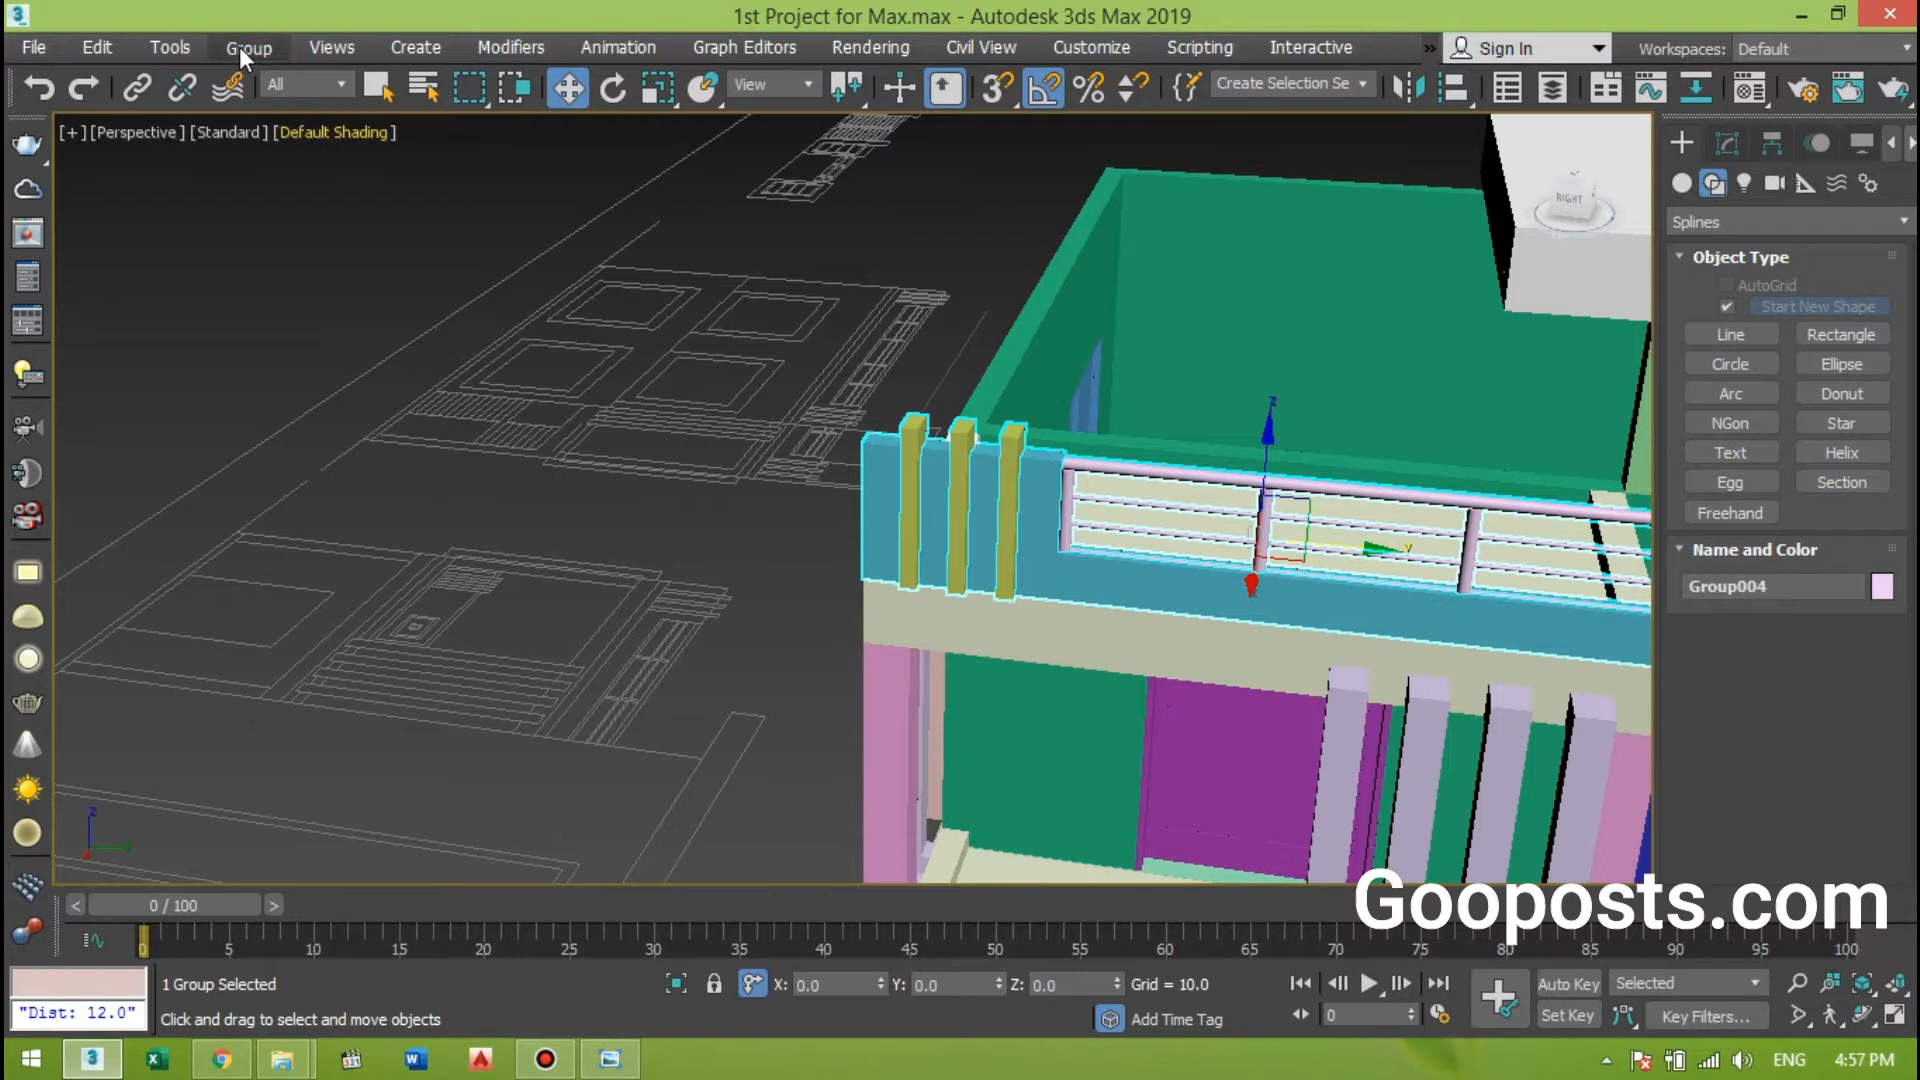 1st Project for Max.max - Autodesk 3ds Max 2019
File Edit Tools Group Views Create Modifiers Animation Graph Editors Rendering Civil View Customize Scripting Interactive » Sign In Workspaces: Default
All View Create Selection Se
[+] [Perspective] [Standard] [Default Shading]
RIGHT
Splines
Object Type
AutoGrid
Start New Shape
Line Rectangle
Circle Ellipse
Arc Donut
NGon Star
Text Helix
Egg Section
Freehand
Name and Color
Group004
z
y
z
Gooposts.com
< 0 / 100 >
0 5 10 15 20 25 30 35 40 45 50 55 60 65 70 75 80 85 90 95 100
1 Group Selected X: 0.0 Y: 0.0 Z: 0.0 Grid = 10.0 Auto Key Selected
"Dist: 12.0" Click and drag to select and move objects Add Time Tag 0 Set Key Key Filters...
ENG 4:57 PM